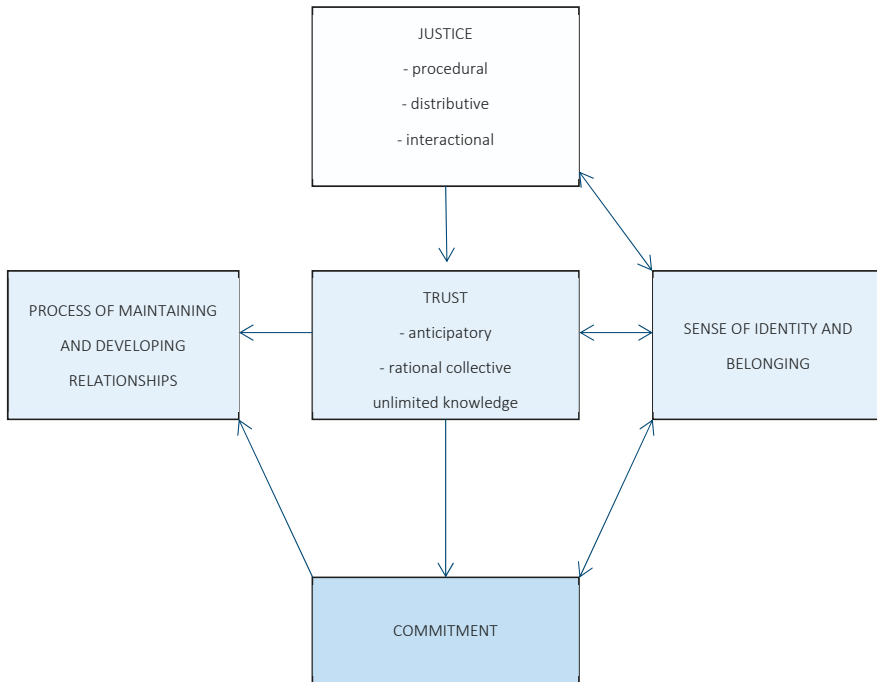 JUSTICE
- procedural
- distributive
- interactional
PROCESS OF MAINTAINING
AND DEVELOPING
RELATIONSHIPS
TRUST
- anticipatory
- rational collective
unlimited knowledge
SENSE OF IDENTITY AND
BELONGING
COMMITMENT